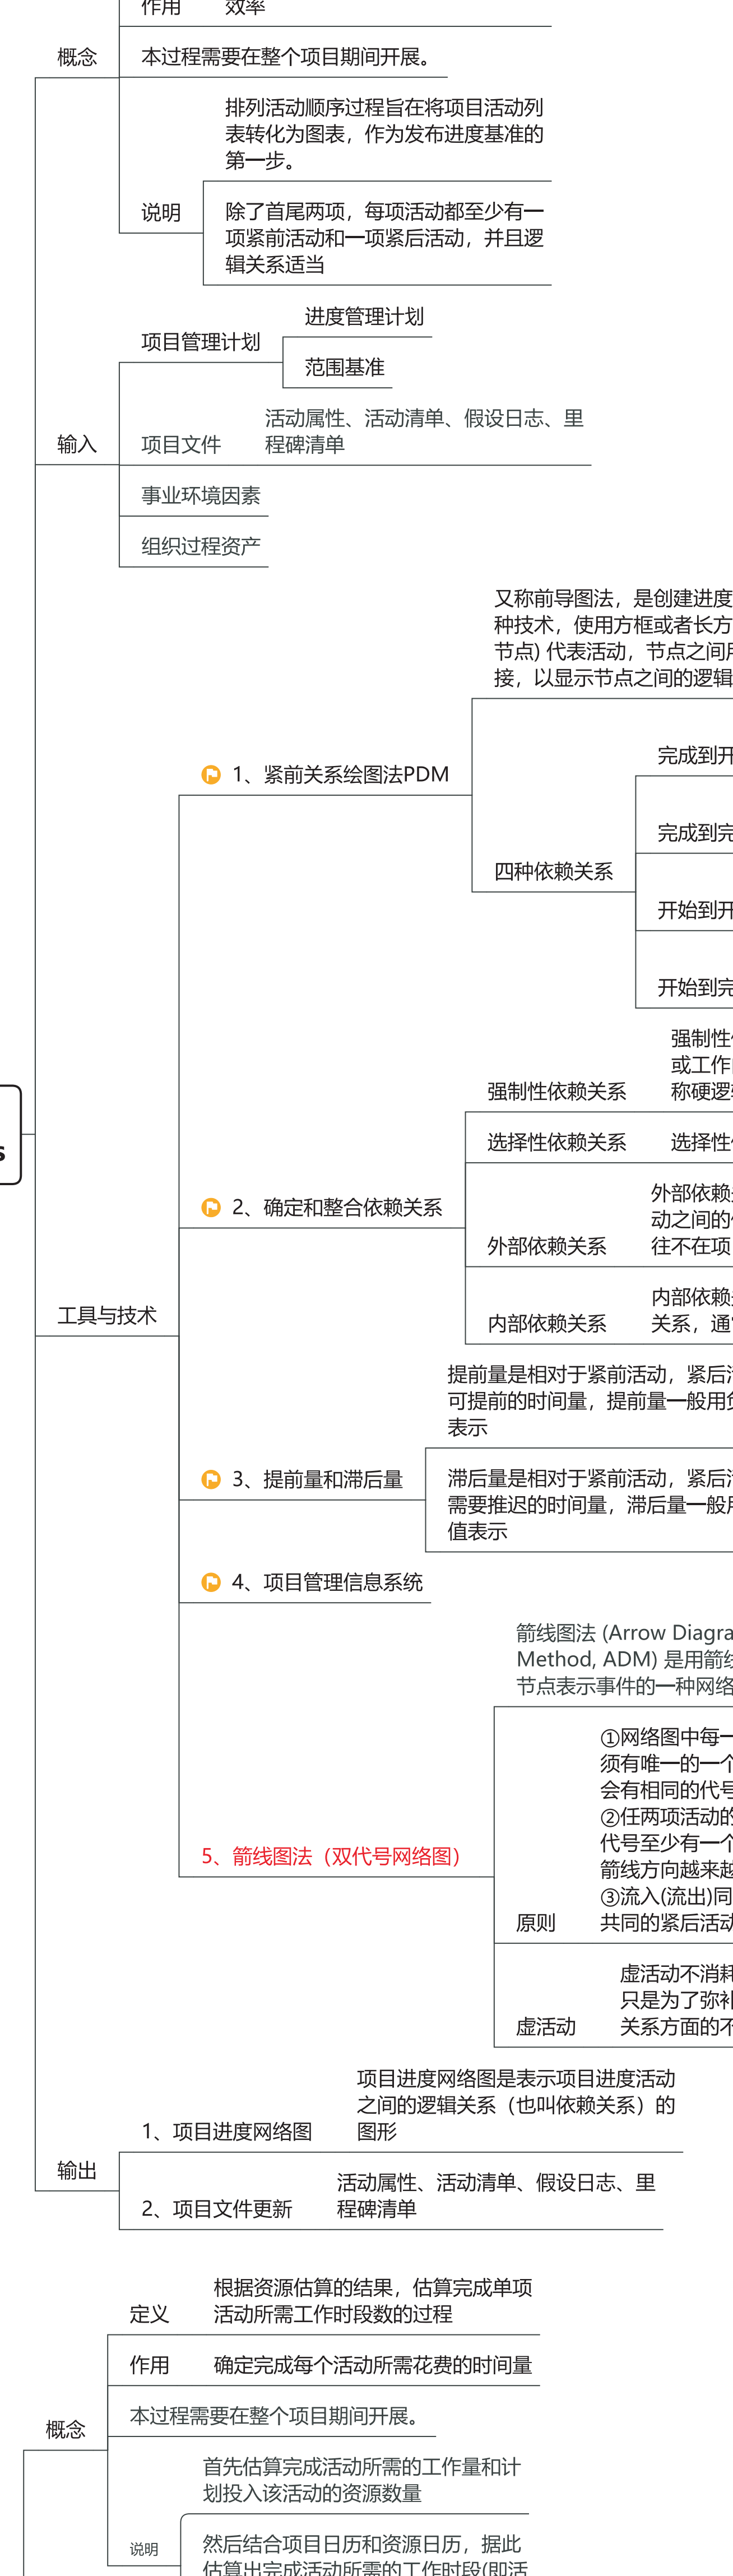 作用
效率
概念
本过程需要在整个项目期间开展。
排列活动顺序过程旨在将项目活动列
表转化为图表，作为发布进度基准的
第一步。
说明
除了首尾两项，每项活动都至少有一
项紧前活动和一项紧后活动，并且逻
辑关系适当
进度管理计划
项目管理计划
范围基准
输入
活动属性、活动清单、假设日志、里
程碑清单
项目文件
事业环境因素
组织过程资产
又称前导图法，是创建进度
种技术，使用方框或者长方
节点) 代表活动，节点之间用
接，以显示节点之间的逻辑
1、紧前关系绘图法PDM
完成到开
完成到完
四种依赖关系
开始到开
开始到完
强制性依
或工作的
称硬逻辑
强制性依赖关系
选择性依赖关系
选择性依
s
2、确定和整合依赖关系
外部依赖关
动之间的依
往不在项
外部依赖关系
内部依赖关
关系，通常
内部依赖关系
工具与技术
提前量是相对于紧前活动，紧后活
可提前的时间量，提前量一般用负
表示
3、提前量和滞后量
滞后量是相对于紧前活动，紧后活
需要推迟的时间量，滞后量一般用
值表示
4、项目管理信息系统
箭线图法 (Arrow Diagra
Method, ADM) 是用箭线
节点表示事件的一种网络
5、箭线图法（双代号网络图）
①网络图中每一
须有唯一的一个
会有相同的代号
②任两项活动的
代号至少有一个
箭线方向越来越
③流入(流出)同
共同的紧后活动
原则
虚活动不消耗
只是为了弥补
关系方面的不
虚活动
项目进度网络图是表示项目进度活动
之间的逻辑关系（也叫依赖关系）的
图形
1、项目进度网络图
输出
活动属性、活动清单、假设日志、里
程碑清单
2、项目文件更新
根据资源估算的结果，估算完成单项
活动所需工作时段数的过程
定义
作用
确定完成每个活动所需花费的时间量
本过程需要在整个项目期间开展。
概念
首先估算完成活动所需的工作量和计
划投入该活动的资源数量
说明
然后结合项目日历和资源日历，据此
估算出完成活动所需的工作时段(即活